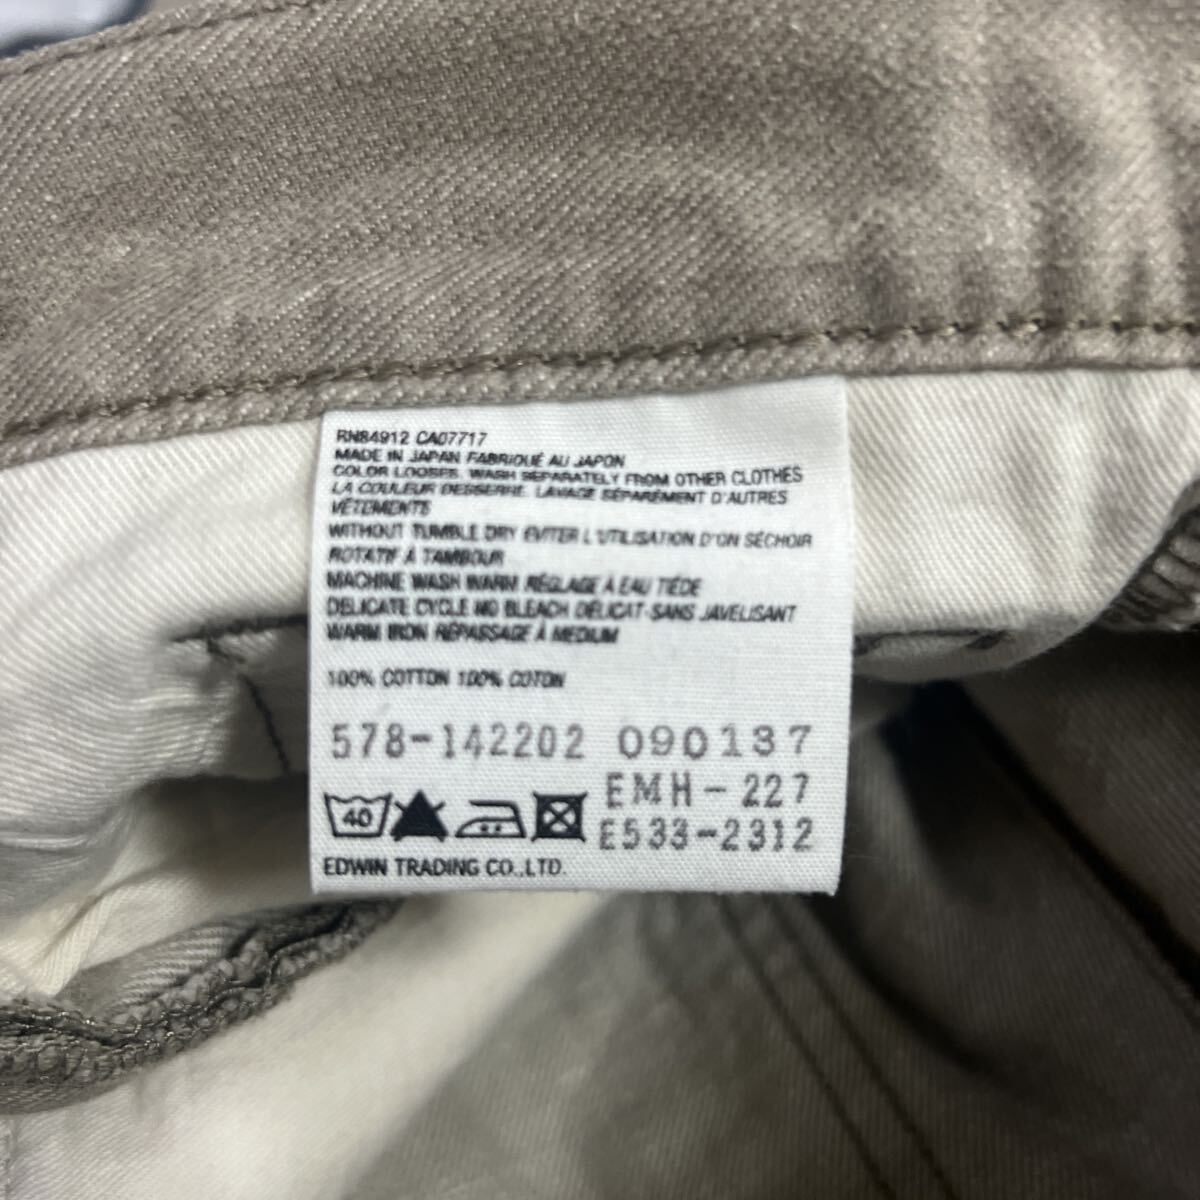 RN84912 CA07717
MADE IN JAPAN FABRIQUÉ AU JAPON
COLOR LOOSES. WASH SEPARATELY FROM OTHER CLOTHES
LA COULEUR DESSERRE. LAVAGE SÉPARÉMENT D'AUTRES
VÉTEMENTS
WITHOUT TUMBLE DRY EVITER L'UTILISATION D'ON SÉCHOIR
ROTATIF À TAMBOUR
MACHINE WASH WARM RÉGLAGE À EAU TIÉDE
DELICATE CYCLE NO BLEACH DÉLICAT-SANS JAVELISANT
WARM IRON RÉPASSAGE À MEDIUM
100% COTTON 100% COTON
578-142202 090137
EMH-227
40 E533-2312
EDWIN TRADING CO.,LTD.